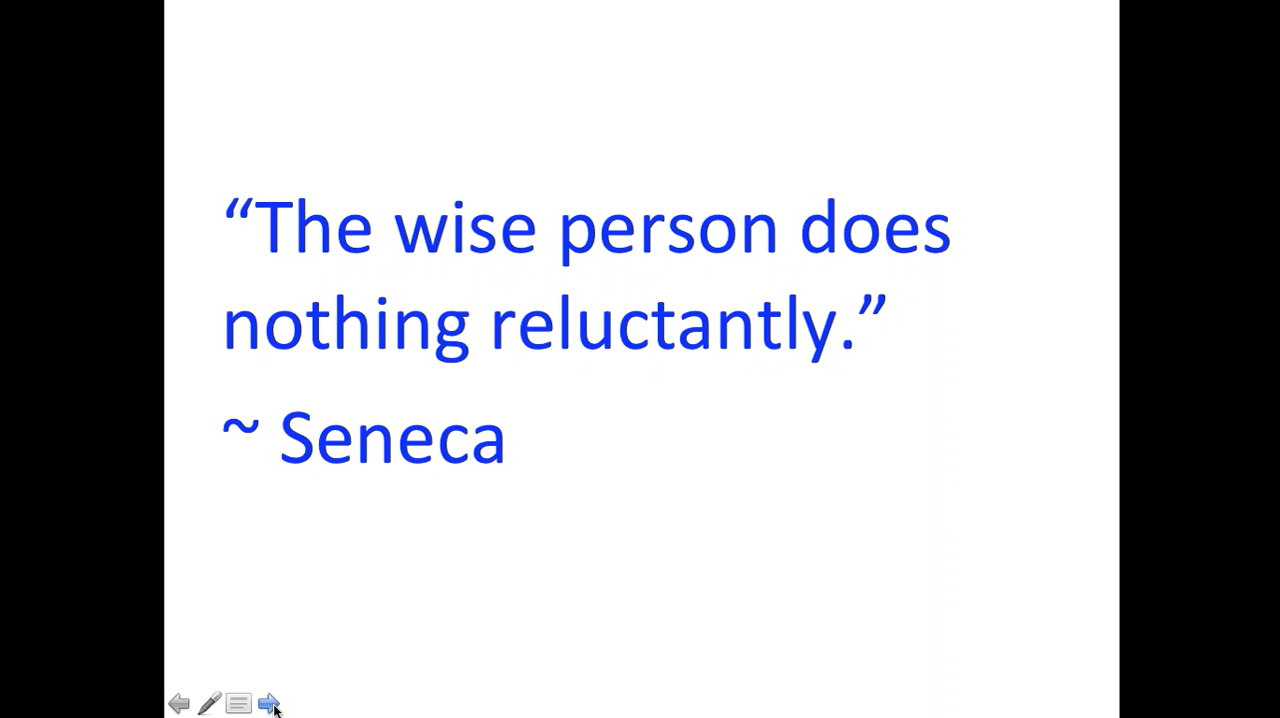 “The wise person does
nothing reluctantly.”
~ Seneca